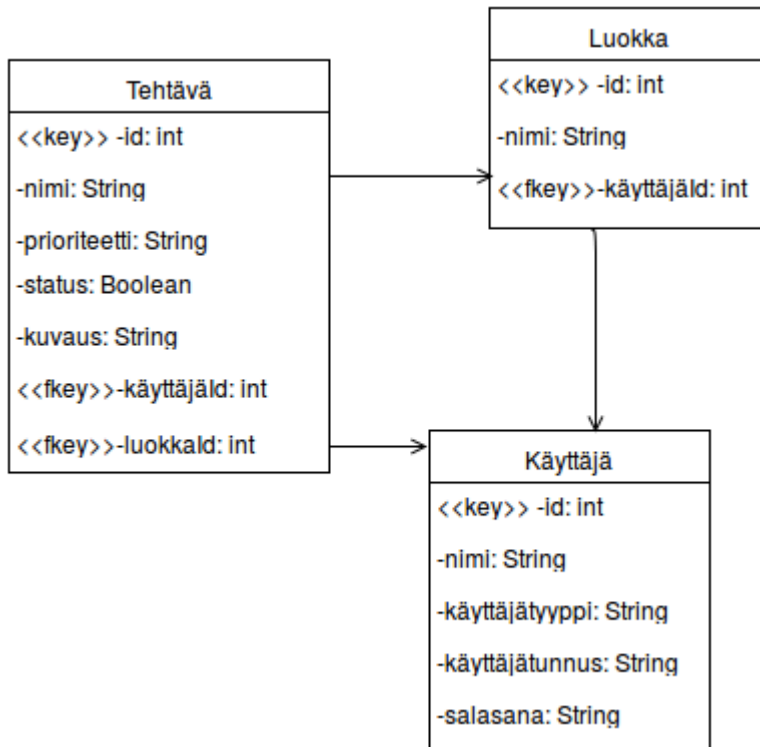 Tehtävä
<<key>> -id: int
-nimi: String
-prioriteetti: String
-status: Boolean
-kuvaus: String
<<fkey>>-käyttäjäId: int
<<fkey>>-luokkaId: int
Luokka
<<key>> -id: int
-nimi: String
<<fkey>>-käyttäjäId: int
Käyttäjä
<<key>> -id: int
-nimi: String
-käyttäjätyyppi: String
-käyttäjätunnus: String
-salasana: String